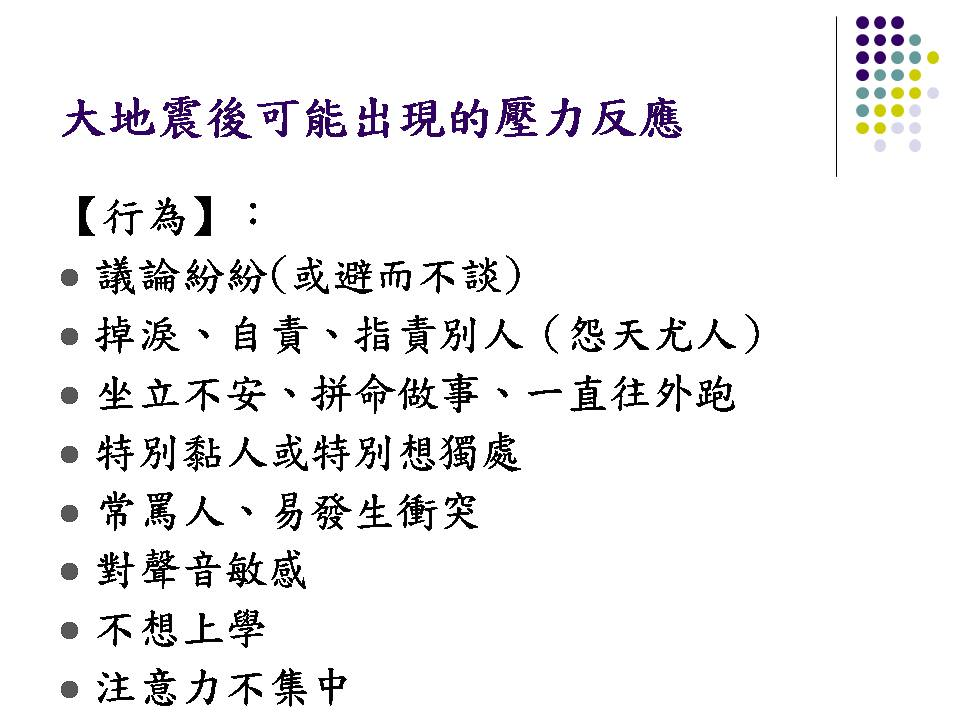 大地震後可能出現的壓力反應
【行為】：
● 議論紛紛(或避而不談)
● 掉淚、自責、指責別人（怨天尤人）
● 坐立不安、拼命做事、一直往外跑
● 特別黏人或特別想獨處
● 常罵人、易發生衝突
● 對聲音敏感
● 不想上學
● 注意力不集中